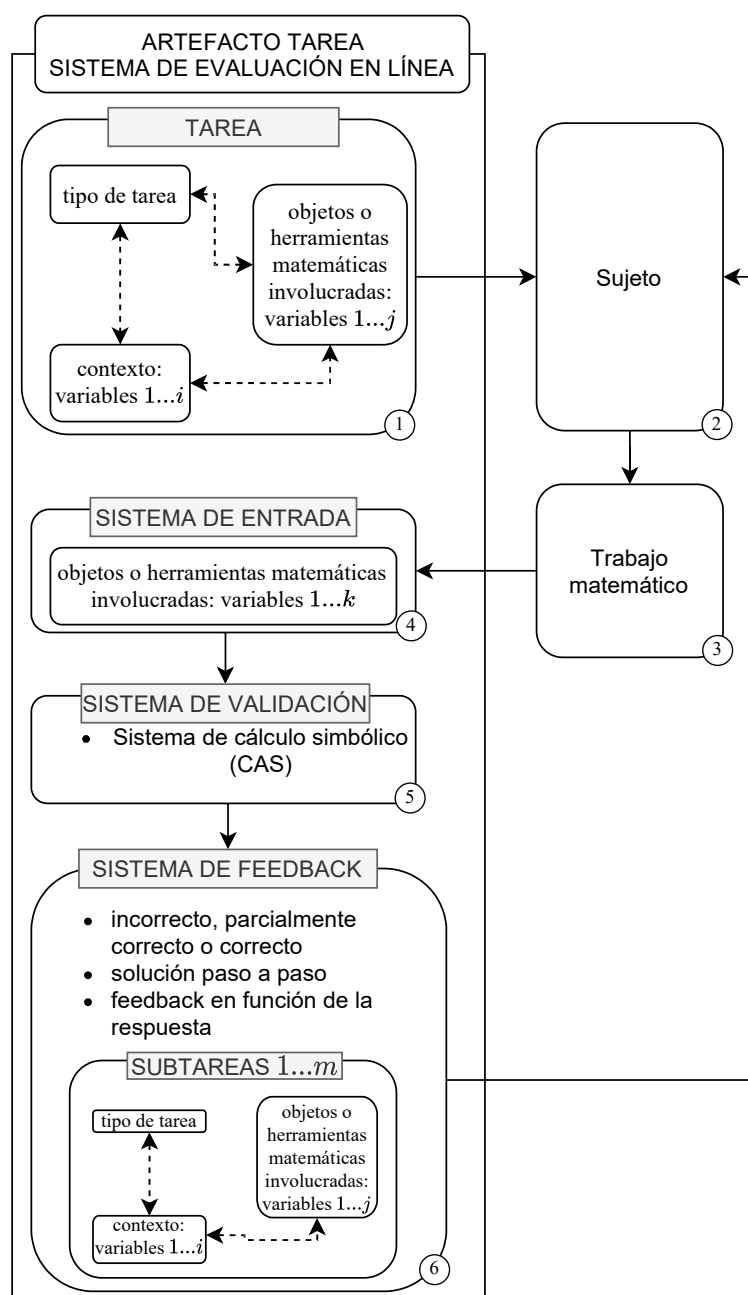 ARTEFACTO TAREA
SISTEMA DE EVALUACIÓN EN LÍNEA
TAREA
tipo de tarea
objetos o
herramientas
matemáticas
involucradas:
variables 1...j
contexto:
variables 1...i
1
Sujeto
2
Trabajo
matemático
3
SISTEMA DE ENTRADA
objetos o herramientas matemáticas
involucradas: variables 1...k
4
SISTEMA DE VALIDACIÓN
• Sistema de cálculo simbólico
(CAS)
5
SISTEMA DE FEEDBACK
• incorrecto, parcialmente
correcto o correcto
• solución paso a paso
• feedback en función de la
respuesta
SUBTAREAS 1...m
tipo de tarea
objetos o
herramientas
matemáticas
involucradas:
variables 1...j
contexto:
variables 1...i
6